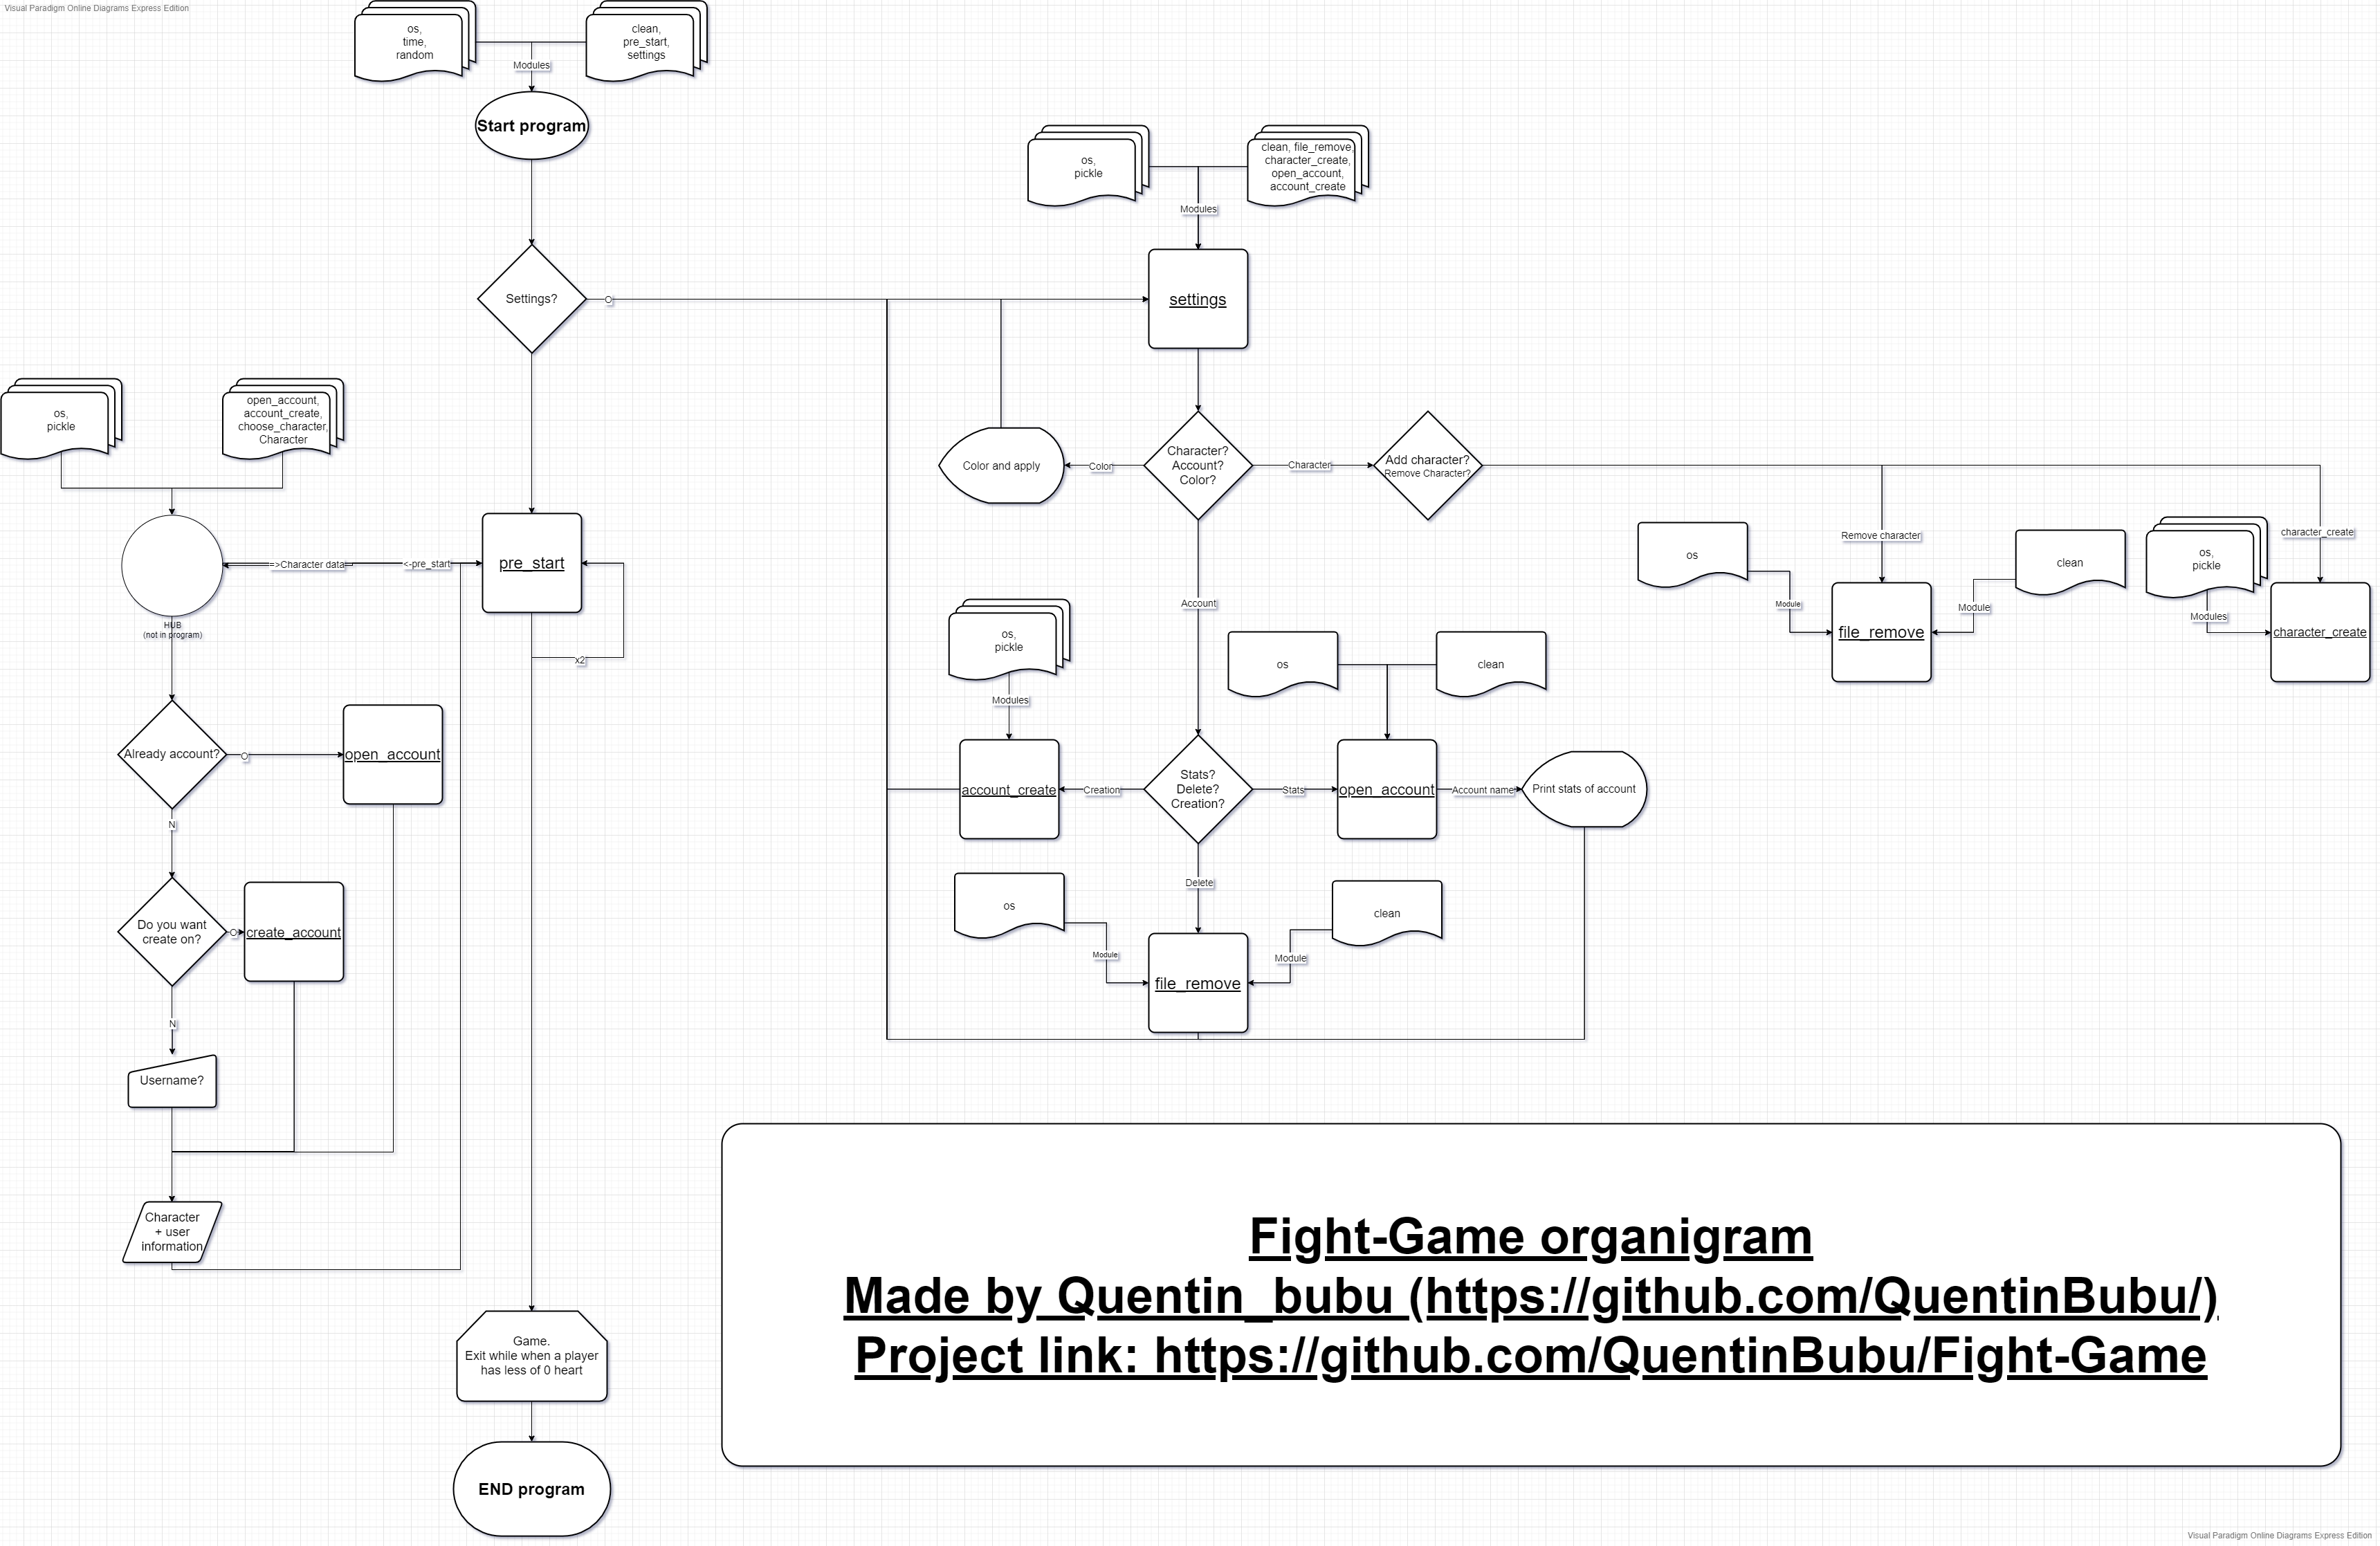 Visual Paradigm Online Diagrams Express Edition
os,
time,
random
clean,
pre_start,
settings
Modules
Start program
os,
pickle
clean, file_remove,
character_create,
open_account,
account_create
Modules
Settings?
O
settings
os,
pickle
open_account,
account_create,
choose_character,
Character
Color and apply
Color
Character?
Account?
Color?
Character
Add character?
Remove Character?
HUB
(not in program)
=>Character data
<-pre_start
pre_start
x2
Account
os
Remove character
clean
os,
pickle
character_create
Module
Module
Modules
file_remove
character_create
os,
pickle
Modules
os
clean
Already account?
O
open_account
N
account_create
Creation
Stats?
Delete?
Creation?
Stats
open_account
Account name
Print stats of account
Delete
os
clean
Module
Module
file_remove
Do you want
create on?
O
create_account
N
Username?
Character
+ user
information
Game.
Exit while when a player
has less of 0 heart
END program
Fight-Game organigram
Made by Quentin_bubu (https://github.com/QuentinBubu/)
Project link: https://github.com/QuentinBubu/Fight-Game
Visual Paradigm Online Diagrams Express Edition